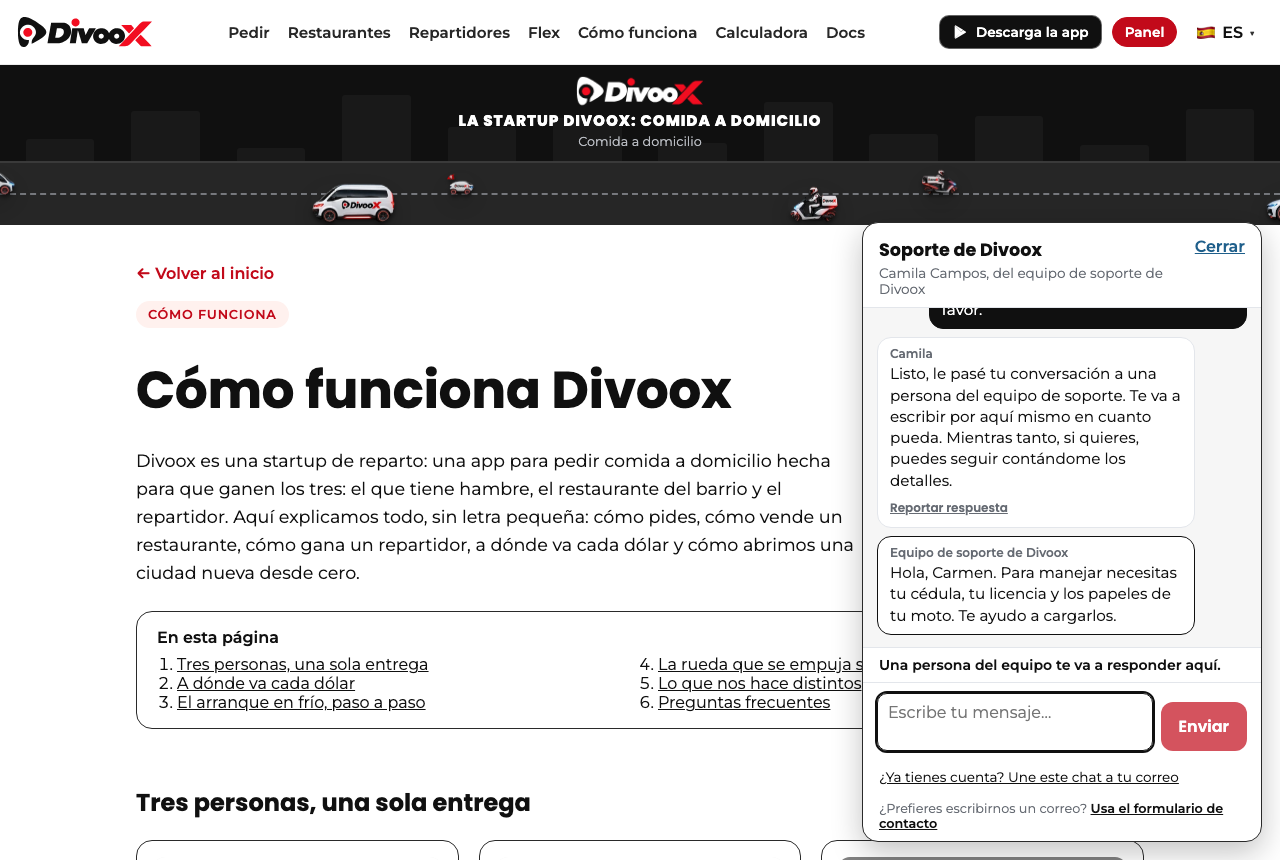 DivooX
Pedir
Restaurantes
Repartidores
Flex
Cómo funciona
Calculadora
Docs
Descarga la app
Panel
ES
DivooX
LA STARTUP DIVOOX: COMIDA A DOMICILIO
Comida a domicilio
DivooX
← Volver al inicio
CÓMO FUNCIONA
Cómo funciona Divoox
Divoox es una startup de reparto: una app para pedir comida a domicilio hecha
para que ganen los tres: el que tiene hambre, el restaurante del barrio y el
repartidor. Aquí explicamos todo, sin letra pequeña: cómo pides, cómo vende un
restaurante, cómo gana un repartidor, a dónde va cada dólar y cómo abrimos una
ciudad nueva desde cero.
En esta página
1. Tres personas, una sola entrega
2. A dónde va cada dólar
3. El arranque en frío, paso a paso
4. La rueda que se empuja s
5. Lo que nos hace distintos
6. Preguntas frecuentes
Tres personas, una sola entrega
Soporte de Divoox
Cerrar
Camila Campos, del equipo de soporte de
Divoox
favor.
Camila
Listo, le pasé tu conversación a una
persona del equipo de soporte. Te va a
escribir por aquí mismo en cuanto
pueda. Mientras tanto, si quieres,
puedes seguir contándome los
detalles.
Reportar respuesta
Equipo de soporte de Divoox
Hola, Carmen. Para manejar necesitas
tu cédula, tu licencia y los papeles de
tu moto. Te ayudo a cargarlos.
Una persona del equipo te va a responder aquí.
Escribe tu mensaje...
Enviar
¿Ya tienes cuenta? Une este chat a tu correo
¿Prefieres escribirnos un correo? Usa el formulario de
contacto